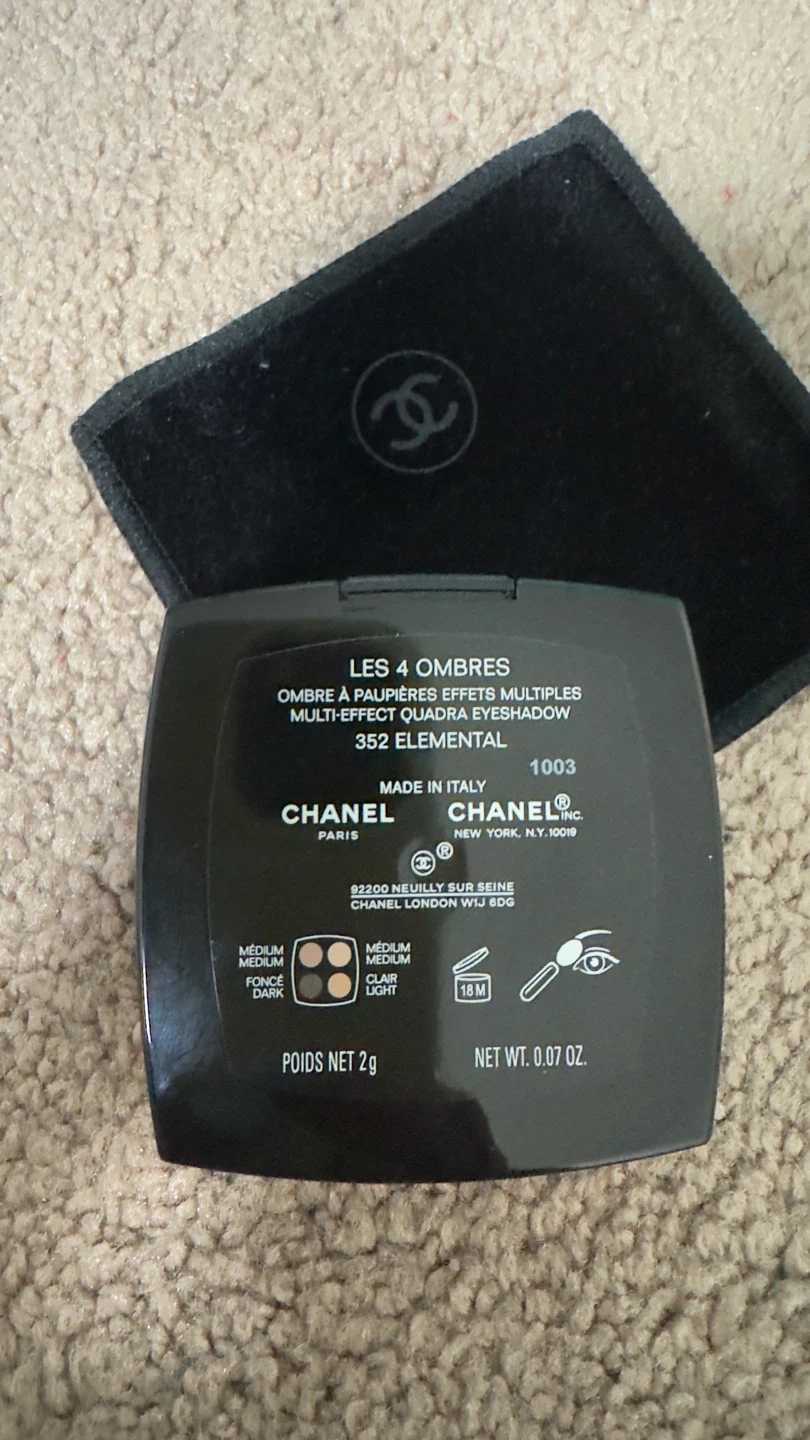 LES 4 OMBRES
OMBRE À PAUPIÈRES EFFETS MULTIPLES
MULTI-EFFECT QUADRA EYESHADOW
352 ELEMENTAL
1003
MADE IN ITALY
CHANEL CHANEL® INC.
PARIS NEW YORK, N.Y. 10019
®
92200 NEUILLY SUR SEINE
CHANEL LONDON W1J 6DG
MÉDIUM MÉDIUM
MEDIUM MEDIUM
FONCÉ CLAIR
DARK LIGHT
18 M
POIDS NET 2g NET WT. 0.07 OZ.